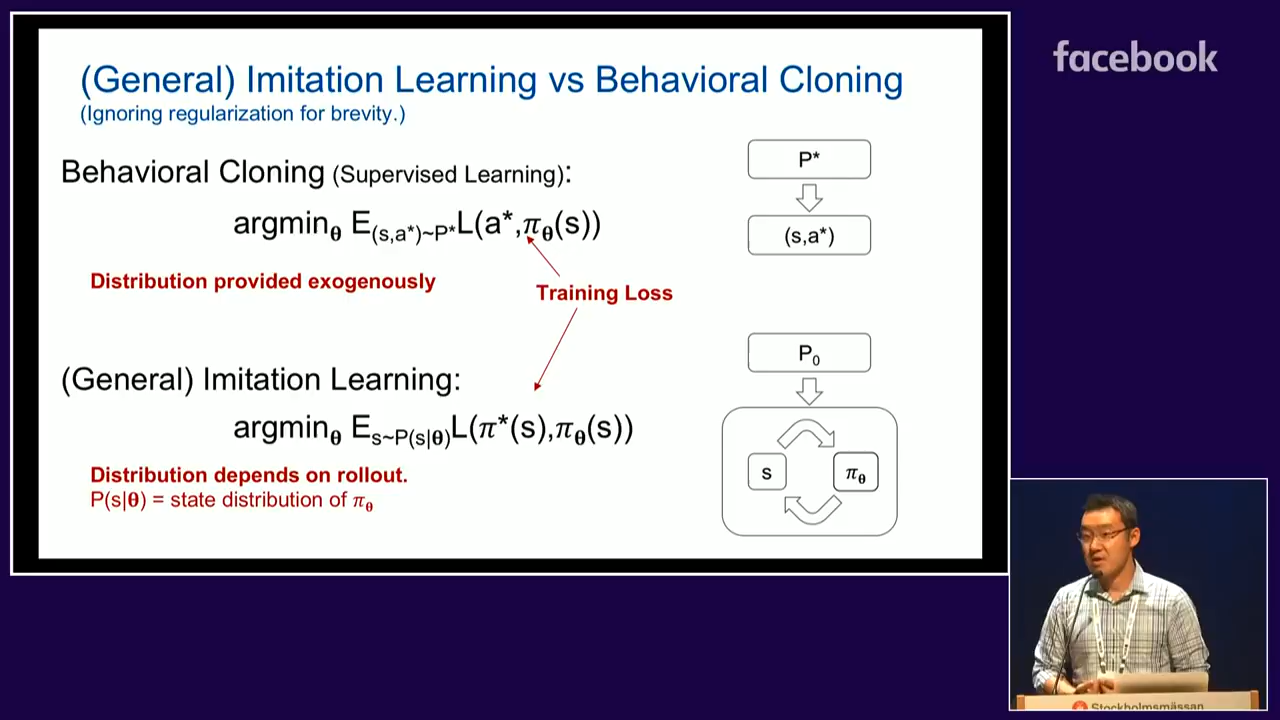 (General) Imitation Learning vs Behavioral Cloning
(Ignoring regularization for brevity.)
facebook
Behavioral Cloning (Supervised Learning):
argminθ E(s,a*)~P*L(a*,πθ(s))
Distribution provided exogenously
Training Loss
P*
(s,a*)
(General) Imitation Learning:
argminθ Es~P(s|θ)L(π*(s),πθ(s))
Distribution depends on rollout.
P(s|θ) = state distribution of πθ
P0
s
πθ
Stockholmsmässan